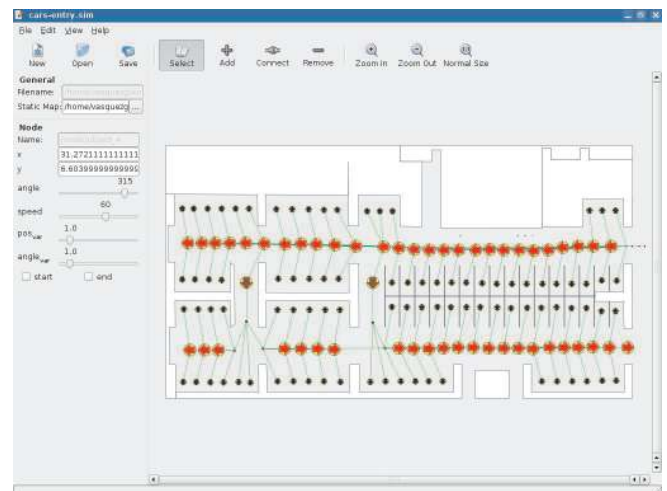 cars-entry.sim
File Edit View Help
New Open Save Select Add Connect Remove Zoom In Zoom Out Normal Size
General
Filename:
Static Map: /home/vasquezg ...
Node
Name:
x 31.2721111111111
y 6.60399999999999
315
angle
60
speed
1.0
pos_var
1.0
angle_var
start end